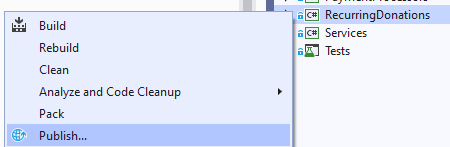 Build
Rebuild
Clean
Analyze and Code Cleanup
Pack
Publish...
C# RecurringDonations
C# Services
Tests